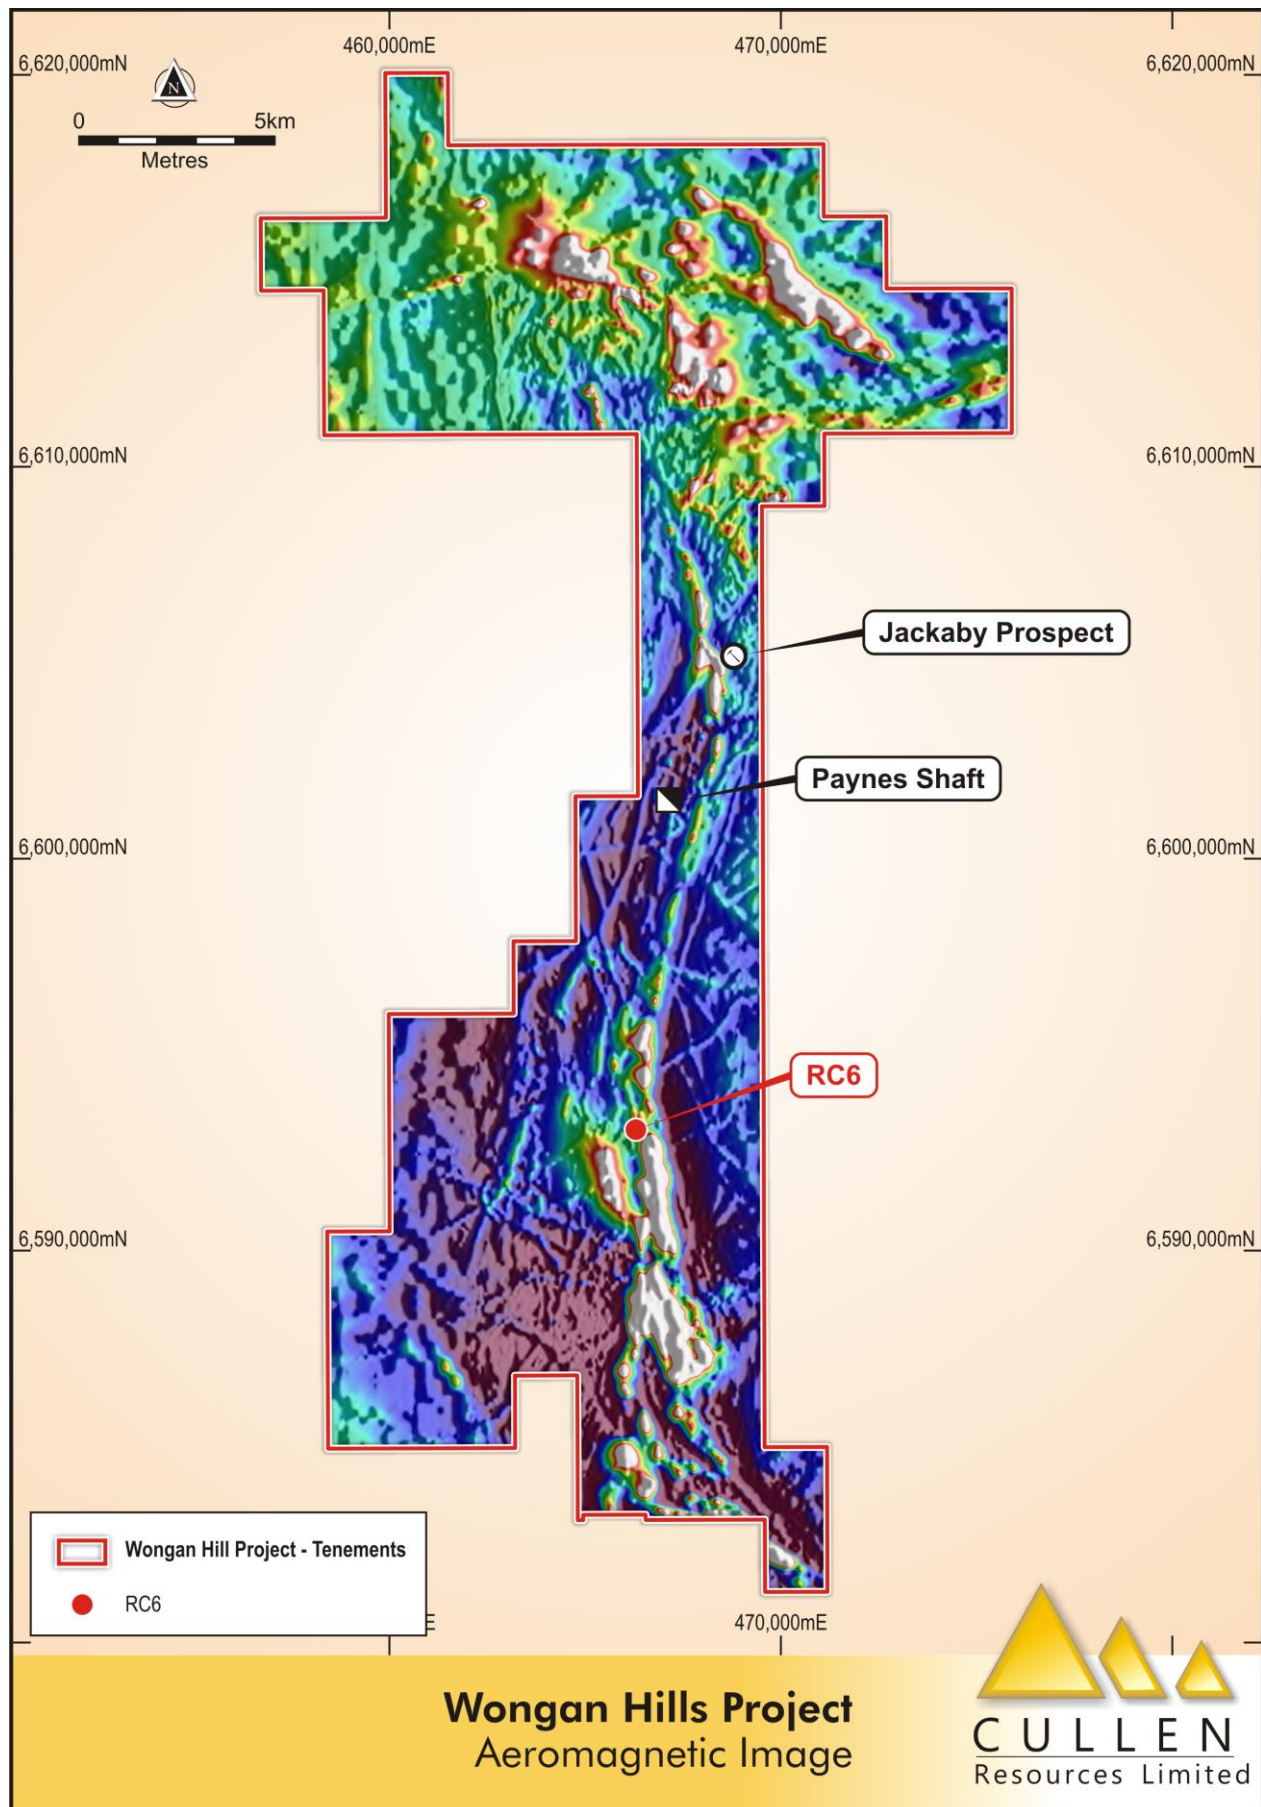 460,000mE
470,000mE
6,620,000mN
6,620,000mN
N
0
5km
Metres
6,610,000mN
6,610,000mN
Jackaby Prospect
Paynes Shaft
6,600,000mN
6,600,000mN
RC6
6,590,000mN
6,590,000mN
Wongan Hill Project - Tenements
RC6
E
470,000mE
Wongan Hills Project
Aeromagnetic Image
CULLEN
Resources Limited